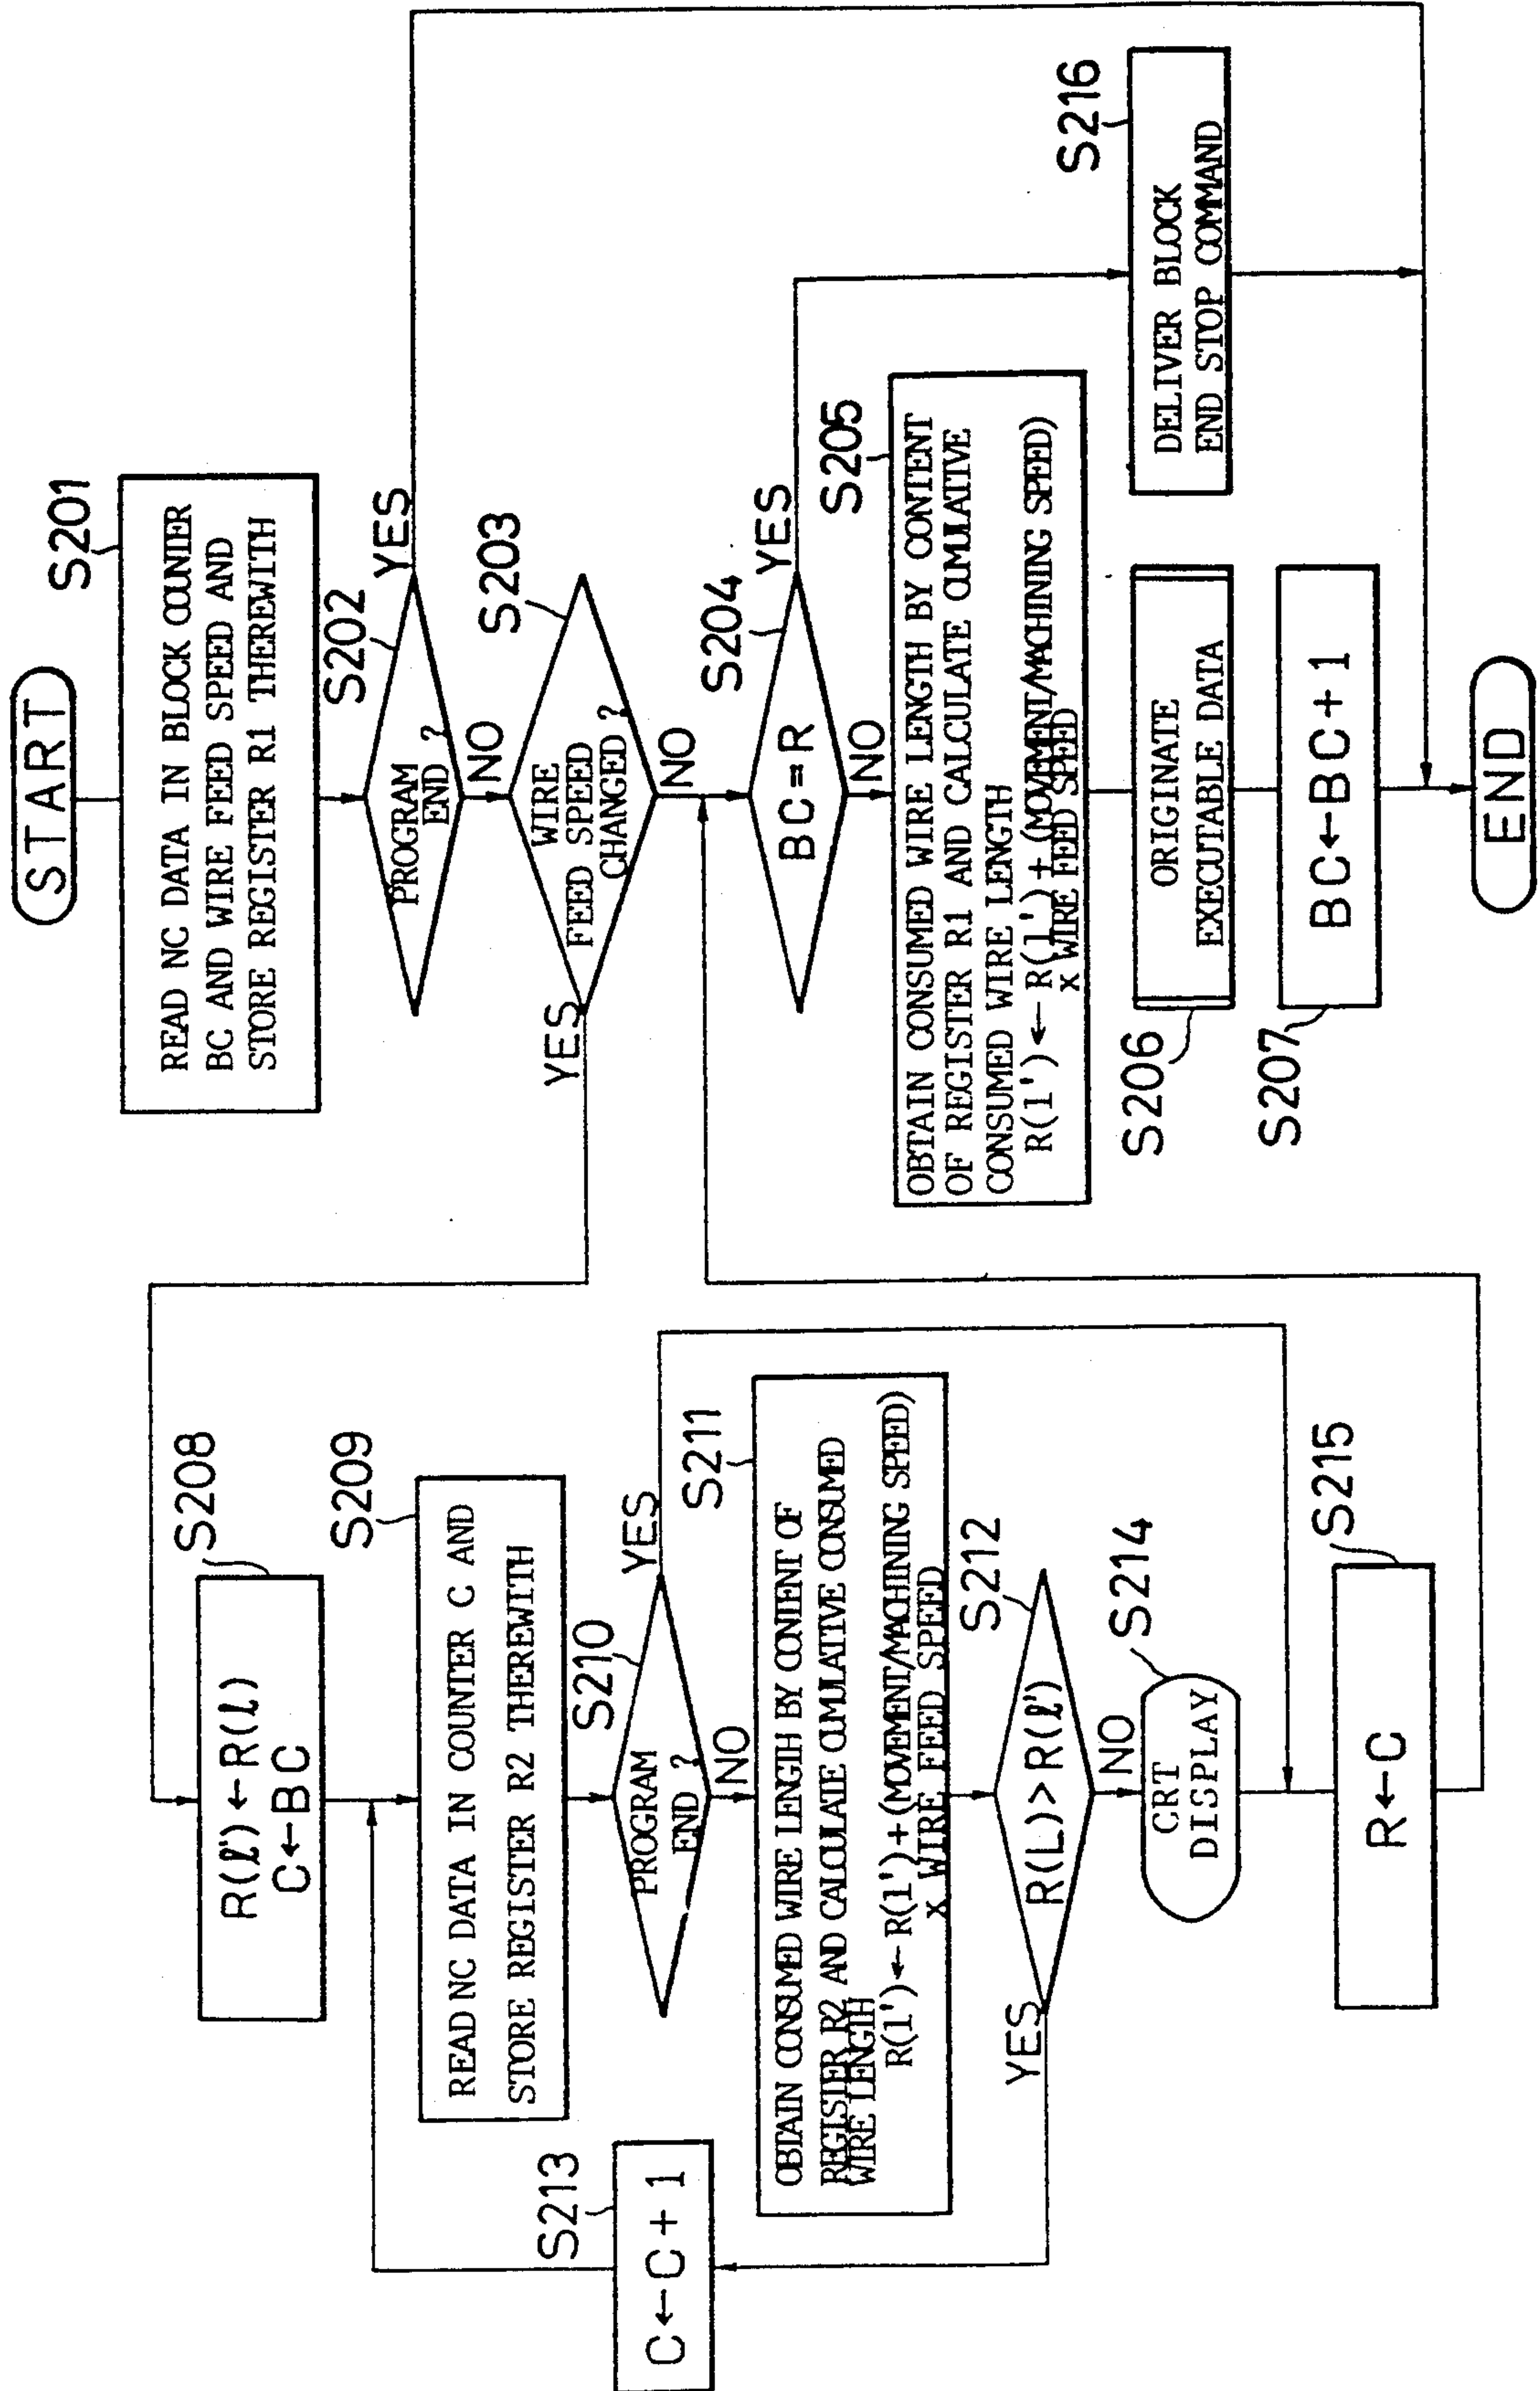 START
S201
READ NC DATA IN BLOCK COUNTER
BC AND WIRE FEED SPEED AND
STORE REGISTER R1 THEREWITH
S202
PROGRAM
END ?
YES
NO
S203
WIRE
FEED SPEED
CHANGED ?
YES
NO
S204
BC=R
YES
NO
S205
OBTAIN CONSUMED WIRE LENGTH BY CONTENT
OF REGISTER R1 AND CALCULATE CUMULATIVE
CONSUMED WIRE LENGTH
R(1')← R(1')+(MOVEMENT/MACHINING SPEED)
x WIRE FEED SPEED
S206
ORIGINATE
EXECUTABLE DATA
S207
BC←BC+1
END
S216
DELIVER BLOCK
END STOP COMMAND
S208
R(ℓ')←R(ℓ)
C←BC
S209
READ NC DATA IN COUNTER C AND
STORE REGISTER R2 THEREWITH
S210
PROGRAM
END ?
YES
NO
S211
OBTAIN CONSUMED WIRE LENGTH BY CONTENT OF
REGISTER R2 AND CALCULATE CUMULATIVE CONSUMED
WIRE LENGTH
R(1')← R(1')+(MOVEMENT/MACHINING SPEED)
x WIRE FEED SPEED
S212
R(L)>R(ℓ')
YES
NO
S213
C←C+1
S214
CRT
DISPLAY
S215
R←C